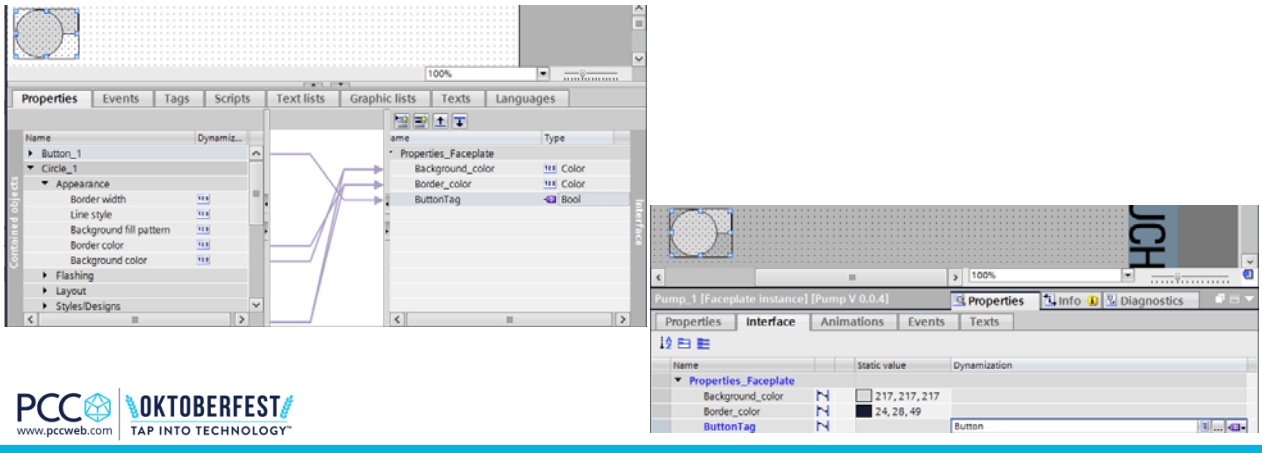 100%
Properties Events Tags Scripts Text lists Graphic lists Texts Languages
Name Dynamiz...
Button_1
Circle_1
Appearance
Border width
Line style
Background fill pattern
Border color
Background color
Flashing
Layout
Styles/Designs
Contained objects
ame Type
Properties_Faceplate
Background_color Color
Border_color Color
ButtonTag Bool
Interface
UCH
100%
Pump_1 [Faceplate instance] [Pump V 0.0.4] Properties Info Diagnostics
Properties Interface Animations Events Texts
Name Static value Dynamization
Properties_Faceplate
Background_color 217, 217, 217
Border_color 24, 28, 49
ButtonTag Button
PCC OKTOBERFEST
www.pccweb.com TAP INTO TECHNOLOGY™